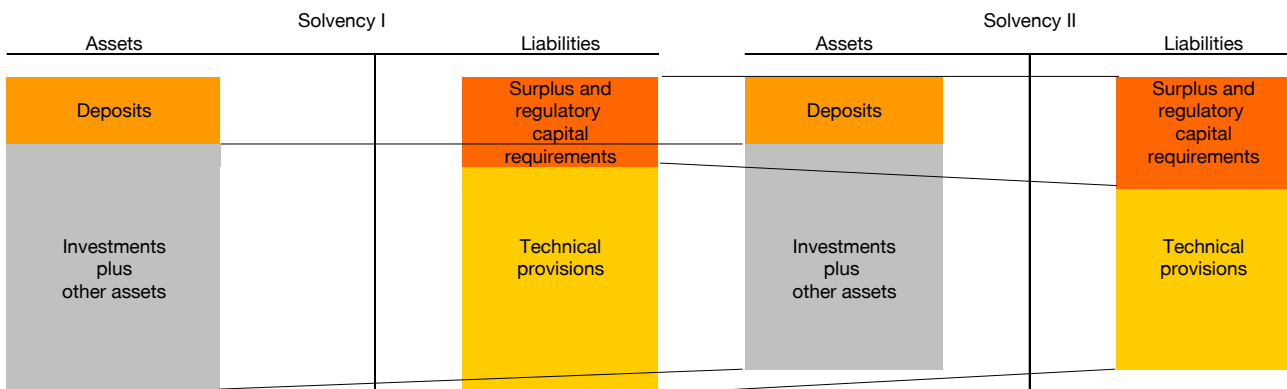 Solvency I
Assets
Liabilities
Deposits
Surplus and
regulatory
capital
requirements
Investments
plus
other assets
Technical
provisions
Solvency II
Assets
Liabilities
Deposits
Surplus and
regulatory
capital
requirements
Investments
plus
other assets
Technical
provisions